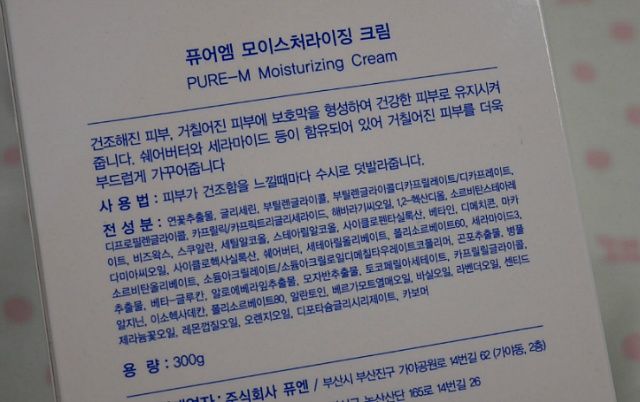 퓨어엠 모이스처라이징 크림
PURE-M Moisturizing Cream
건조해진 피부, 거칠어진 피부에 보호막을 형성하여 건강한 피부로 유지시켜
줍니다. 쉐어버터와 세라마이드 등이 함유되어 있어 거칠어진 피부를 더욱
부드럽게 가꾸어줍니다
사 용 법 : 피부가 건조함을 느낄때마다 수시로 덧발라줍니다.
전 성 분 : 연꽃추출물, 글리세린, 부틸렌글라이콜, 부틸렌글라이콜디카프릴레이트/디카프레이트,
디프로필렌글라이콜, 카프릴릭/카프릭트리글리세라이드, 해바라기씨오일, 1,2-헥산디올, 소르비탄스테아레
이트, 비즈왁스, 스쿠알란, 세틸알코올, 스테아릴알코올, 사이클로펜타실록산, 베타인, 디메치콘, 마카
다미아씨오일, 사이클로헥사실록산, 쉐어버터, 세테아릴올리베이트, 폴리소르베이트60, 세라마이드3,
소르비탄올리베이트, 소듐아크릴레이트/소듐아크릴로일디메칠타우레이트코폴리머, 곤포추출물, 병풀
추출물, 베타-글루칸, 알로에베라잎추출물, 모자반추출물, 토코페릴아세테이트, 카프릴릴글라이콜,
알지닌, 이소헥사데칸, 폴리소르베이트80, 알란토인, 베르가모트열매오일, 바실오일, 라벤더오일, 센티드
제라늄꽃오일, 레몬껍질오일, 오렌지오일, 디포타슘글리시리제이트, 카보머
용 량 : 300g
주식회사 퓨엔 / 부산시 부산진구 가야공원로 14번길 62 (가야동, 2층)
농산산단 165로 14번길 26